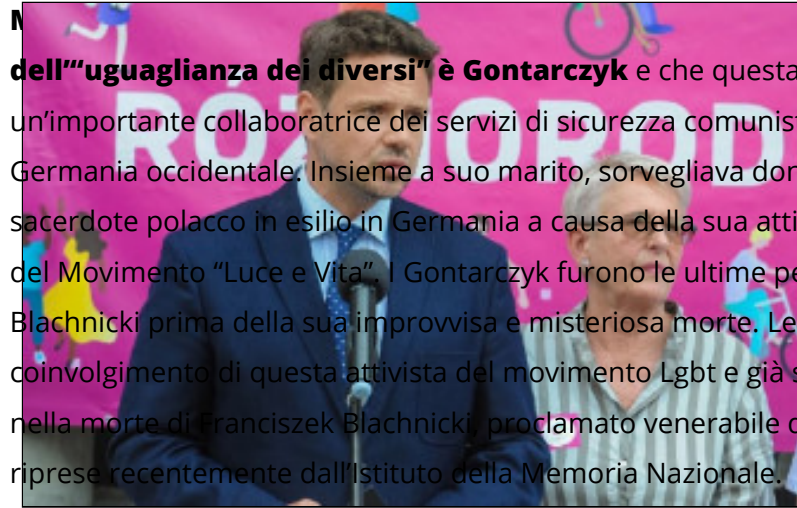 dell’“uguaglianza dei diversi” è Gontarczyk e che questa
un’importante collaboratrice dei servizi di sicurezza comunist
RÓŻ OROD
Germania occidentale. Insieme a suo marito, sorvegliava don
sacerdote polacco in esilio in Germania a causa della sua atti
del Movimento “Luce e Vita”. I Gontarczyk furono le ultime pe
Blachnicki prima della sua improvvisa e misteriosa morte. Le
coinvolgimento di questa attivista del movimento Lgbt e già s
nella morte di Franciszek Blachnicki, proclamato venerabile d
riprese recentemente dall’Istituto della Memoria Nazionale.